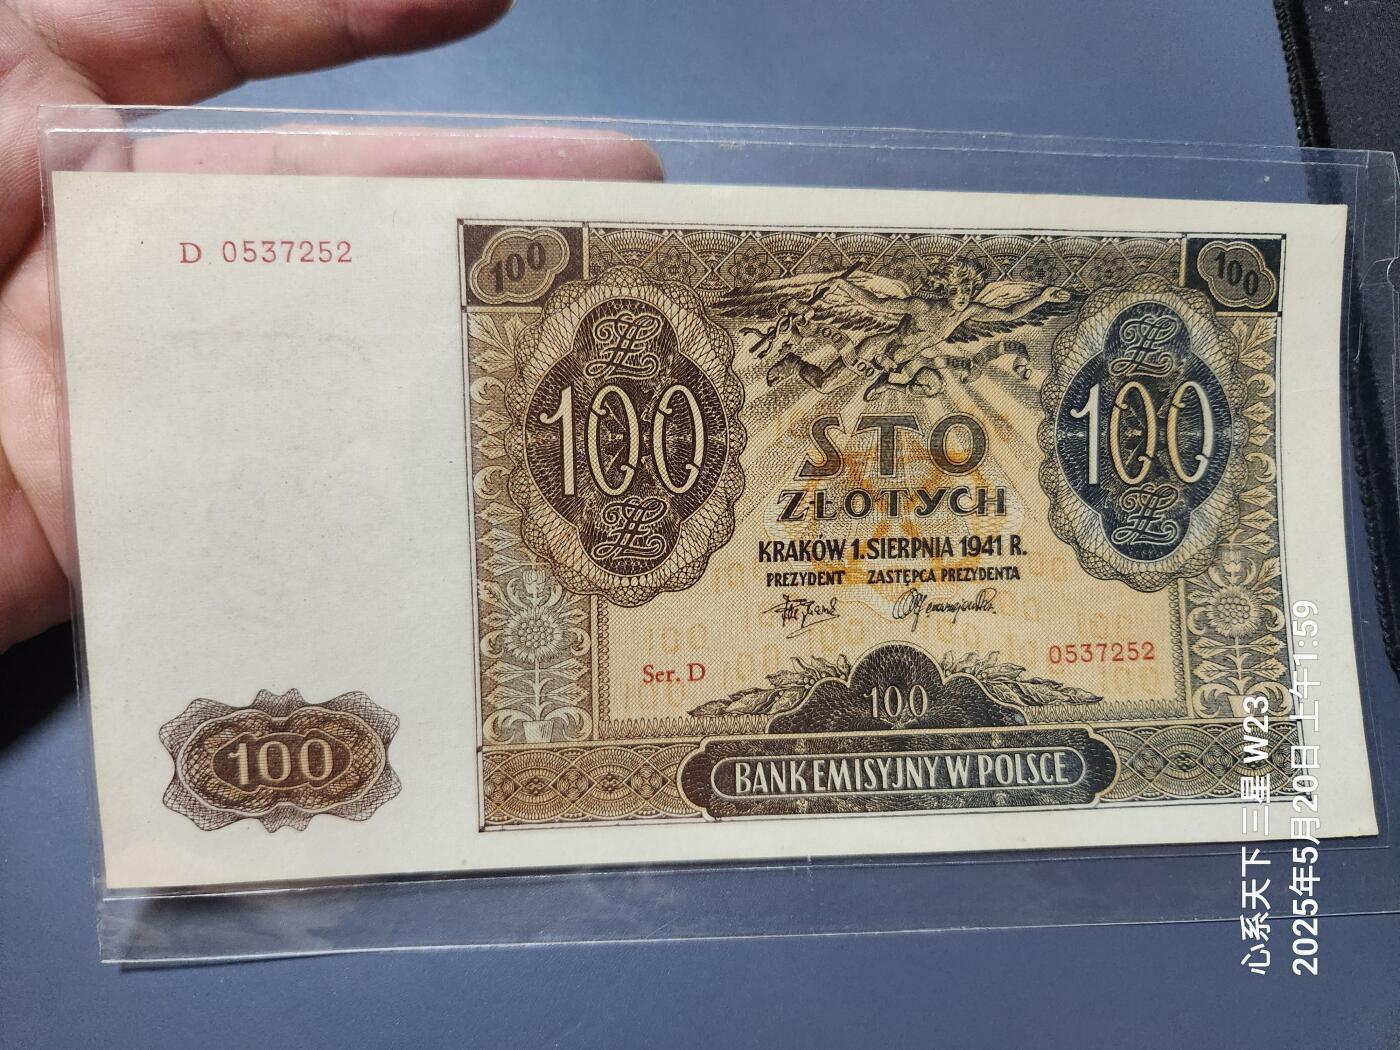 D 0537252
100
100
100
100
STO
ZŁOTYCH
KRAKÓW 1. SIERPNIA 1941 R.
PREZYDENT ZASTĘPCA PREZYDENTA
Ser. D
0537252
100
100
BANK EMISYJNY W POLSCE
心系天下三星 W23
2025年5月20日 上午1:59